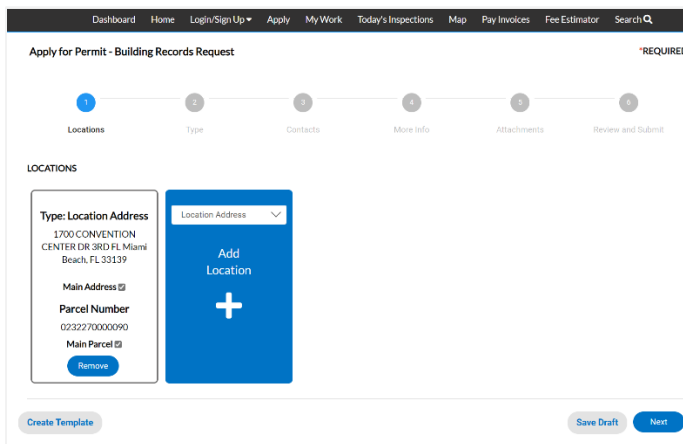 Dashboard Home Login/Sign Up Apply My Work Today's Inspections Map Pay Invoices Fee Estimator Search
Apply for Permit - Building Records Request
*REQUIRED
1 2 3 4 5 6
Locations Type Contacts More Info Attachments Review and Submit
LOCATIONS
Type: Location Address
1700 CONVENTION
CENTER DR 3RD FL Miami
Beach, FL 33139
Main Address
Parcel Number
0232270000090
Main Parcel
Remove
Location Address
Add
Location
Create Template
Save Draft
Next